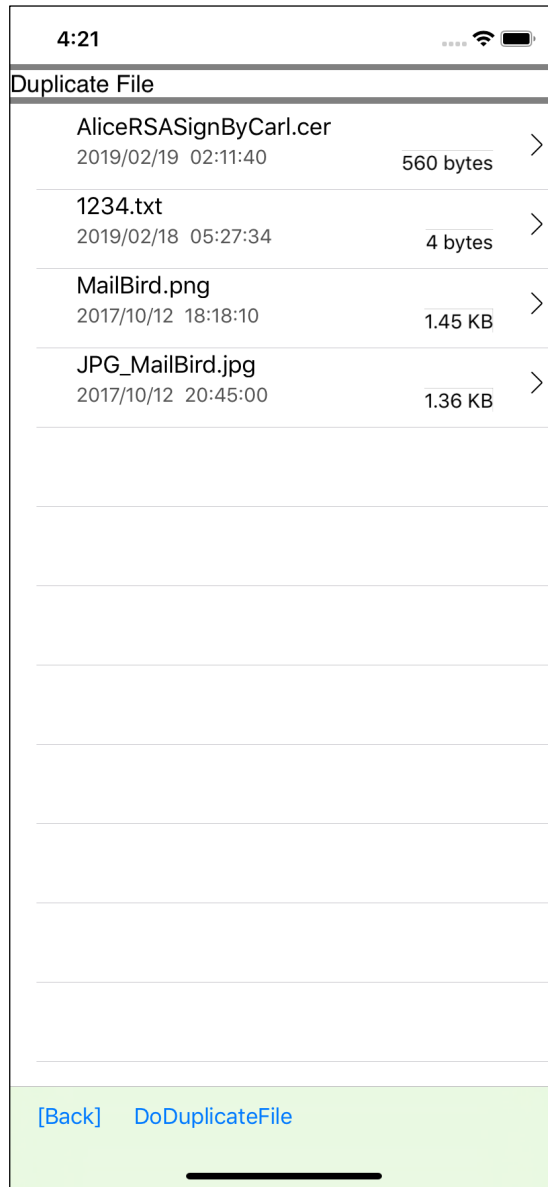 4:21
Duplicate File
AliceRSASignByCarl.cer
2019/02/19 02:11:40
560 bytes
1234.txt
2019/02/18 05:27:34
4 bytes
MailBird.png
2017/10/12 18:18:10
1.45 KB
JPG_MailBird.jpg
2017/10/12 20:45:00
1.36 KB
[Back] DoDuplicateFile